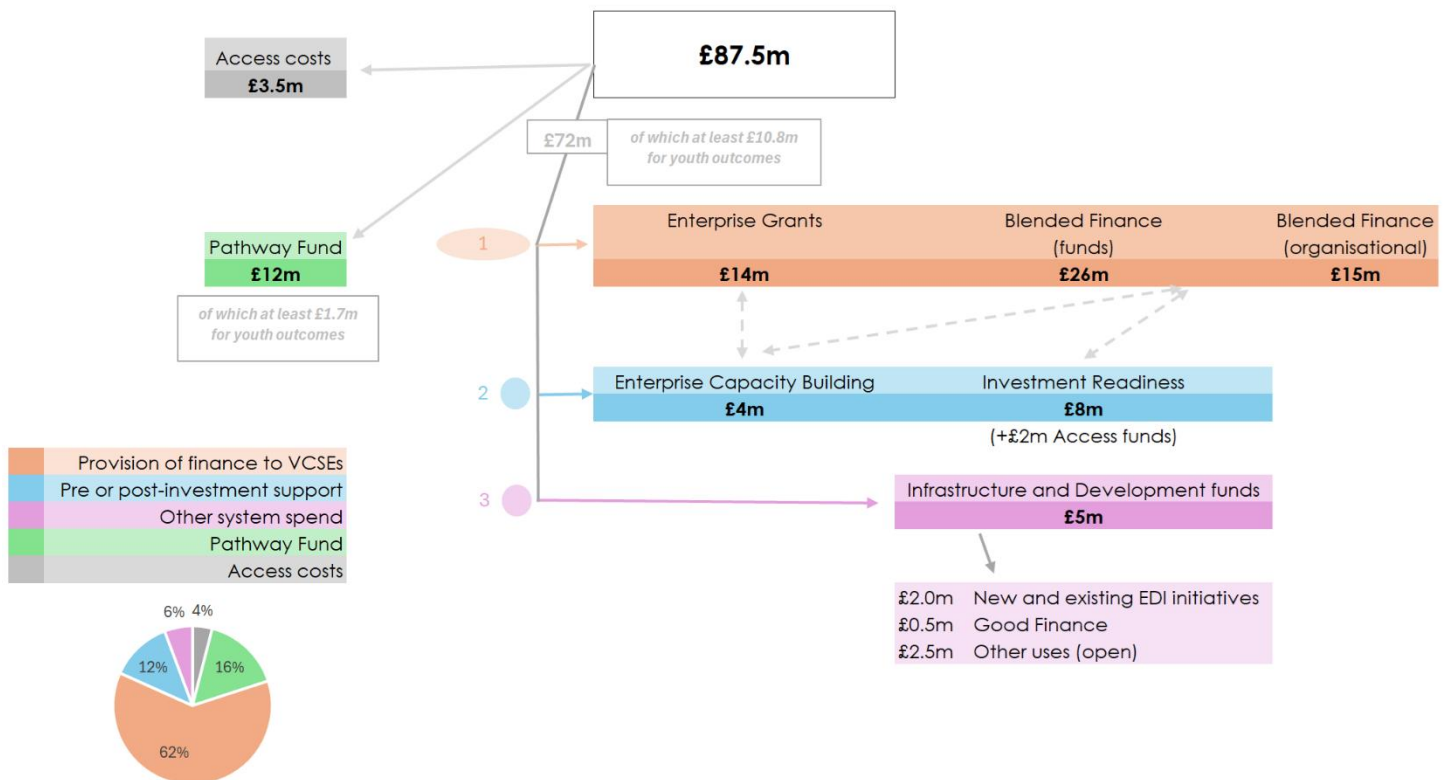 £87.5m
Access costs
£3.5m
£72m
of which at least £10.8m
for youth outcomes
Pathway Fund
£12m
of which at least £1.7m
for youth outcomes
1
Enterprise Grants
£14m
Blended Finance
(funds)
£26m
Blended Finance
(organisational)
£15m
2
Enterprise Capacity Building
£4m
Investment Readiness
£8m
(+£2m Access funds)
3
Infrastructure and Development funds
£5m
£2.0m New and existing EDI initiatives
£0.5m Good Finance
£2.5m Other uses (open)
Provision of finance to VCSEs
Pre or post-investment support
Other system spend
Pathway Fund
Access costs
6%
4%
12%
16%
62%